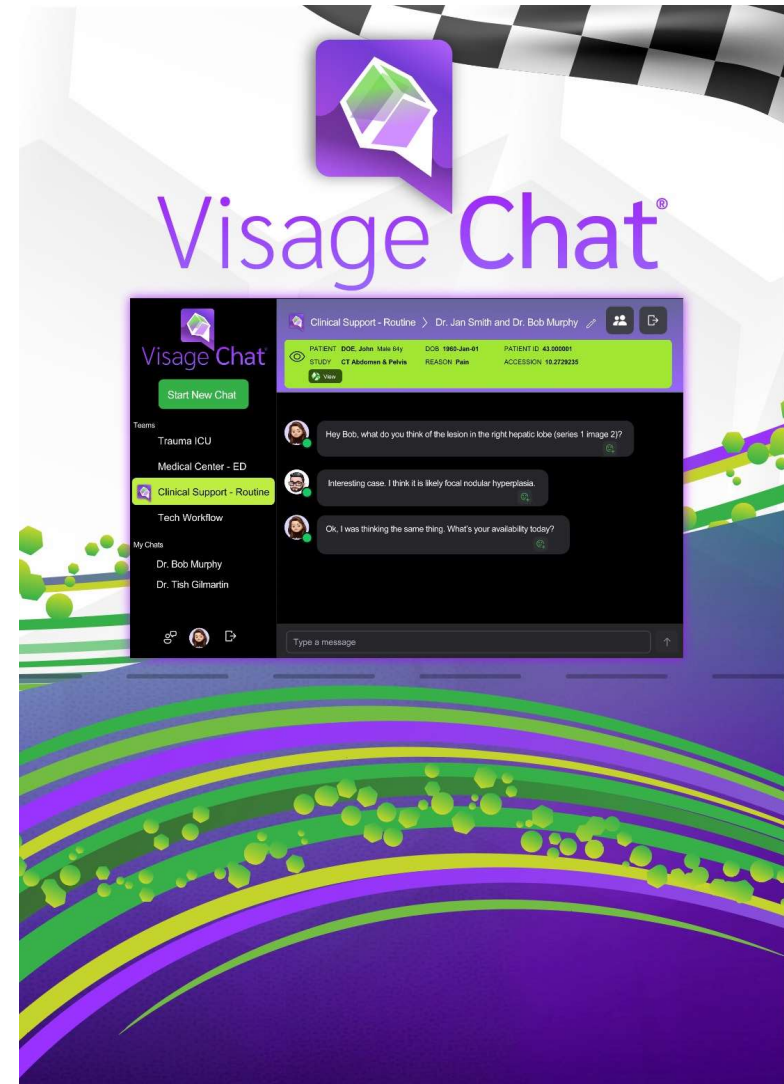 Visage Chat®
Visage Chat
Start New Chat
Teams
Trauma ICU
Medical Center - ED
Clinical Support - Routine
Tech Workflow
My Chats
Dr. Bob Murphy
Dr. Tish Gilmartin
Clinical Support - Routine > Dr. Jan Smith and Dr. Bob Murphy
PATIENT DOE, John Male 64y DOB 1960-Jan-01 PATIENT ID 43.000001
STUDY CT Abdomen & Pelvis REASON Pain ACCESSION 10.2729235
View
Hey Bob, what do you think of the lesion in the right hepatic lobe (series 1 image 2)?
Interesting case. I think it is likely focal nodular hyperplasia.
Ok, I was thinking the same thing. What's your availability today?
Type a message